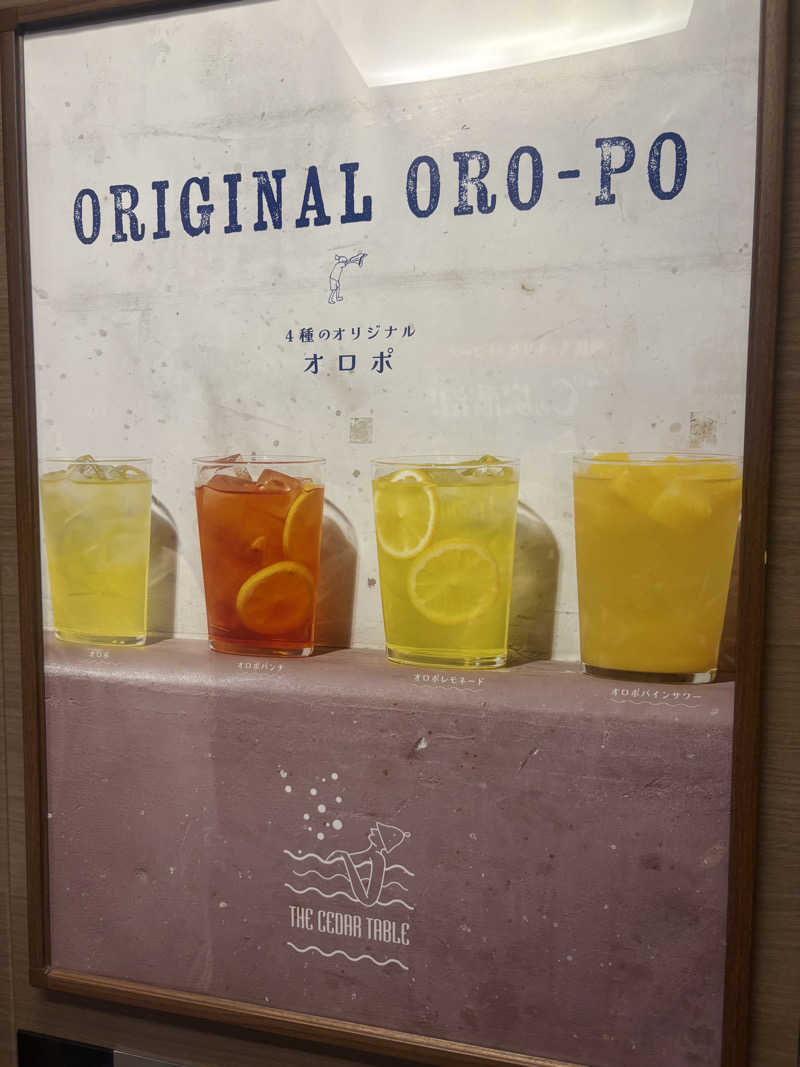 ORIGINAL ORO-PO
4種のオリジナル
オロポ
オロポ
オロポパンチ
オロポレモネード
オロポパインサワー
THE CEDAR TABLE